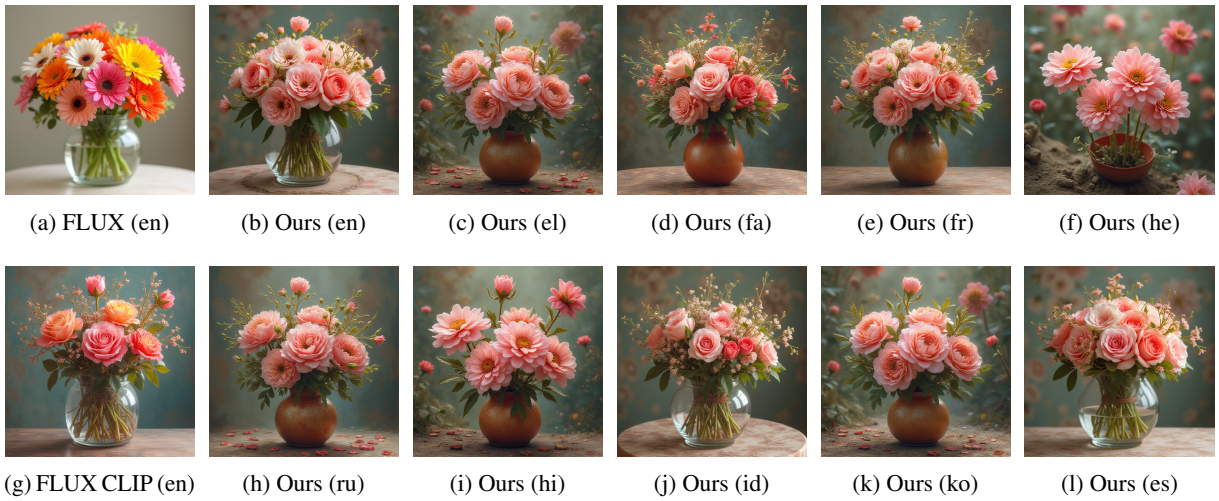 (a) FLUX (en)
(b) Ours (en)
(c) Ours (el)
(d) Ours (fa)
(e) Ours (fr)
(f) Ours (he)
(g) FLUX CLIP (en)
(h) Ours (ru)
(i) Ours (hi)
(j) Ours (id)
(k) Ours (ko)
(l) Ours (es)